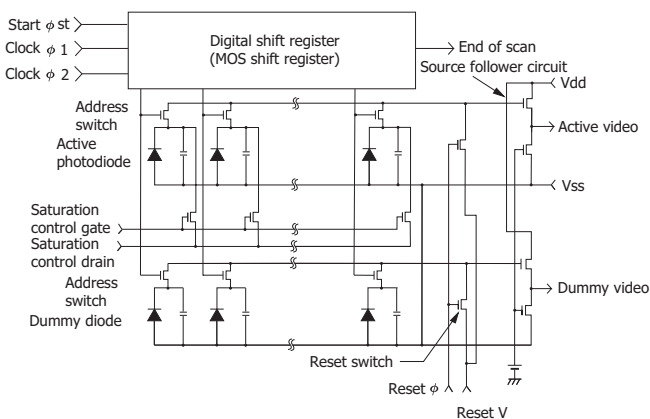 Start ϕ st
Clock ϕ 1
Clock ϕ 2
Digital shift register
(MOS shift register)
End of scan
Source follower circuit
Vdd
Address
switch
Active
photodiode
Active video
Vss
Saturation
control gate
Saturation
control drain
Address
switch
Dummy diode
Dummy video
Reset switch
Reset ϕ
Reset V